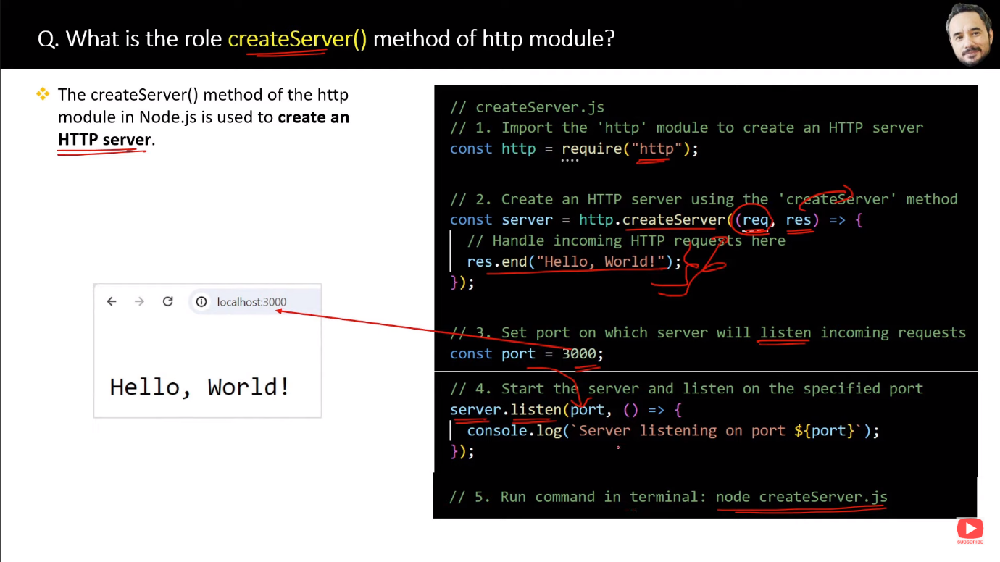 Q. What is the role createServer() method of http module?
❖ The createServer() method of the http
module in Node.js is used to create an
HTTP server.
localhost:3000
Hello, World!
// createServer.js
// 1. Import the 'http' module to create an HTTP server
const http = require("http");
// 2. Create an HTTP server using the 'createServer' method
const server = http.createServer((req, res) => {
// Handle incoming HTTP requests here
res.end("Hello, World!");
});
// 3. Set port on which server will listen incoming requests
const port = 3000;
// 4. Start the server and listen on the specified port
server.listen(port, () => {
console.log(`Server listening on port ${port}`);
});
// 5. Run command in terminal: node createServer.js
SUBSCRIBE